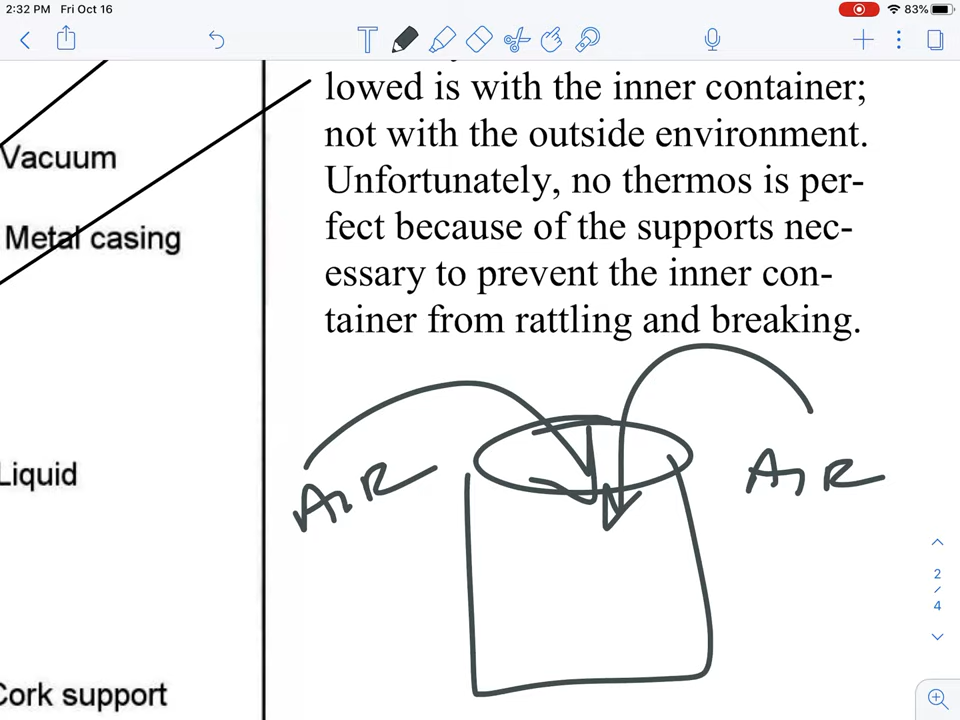 2:32 PM Fri Oct 16
83%
T
lowed is with the inner container;
not with the outside environment.
Unfortunately, no thermos is per-
fect because of the supports nec-
essary to prevent the inner con-
tainer from rattling and breaking.
Vacuum
Metal casing
Liquid
Cork support
AIR
AIR
2
/
4